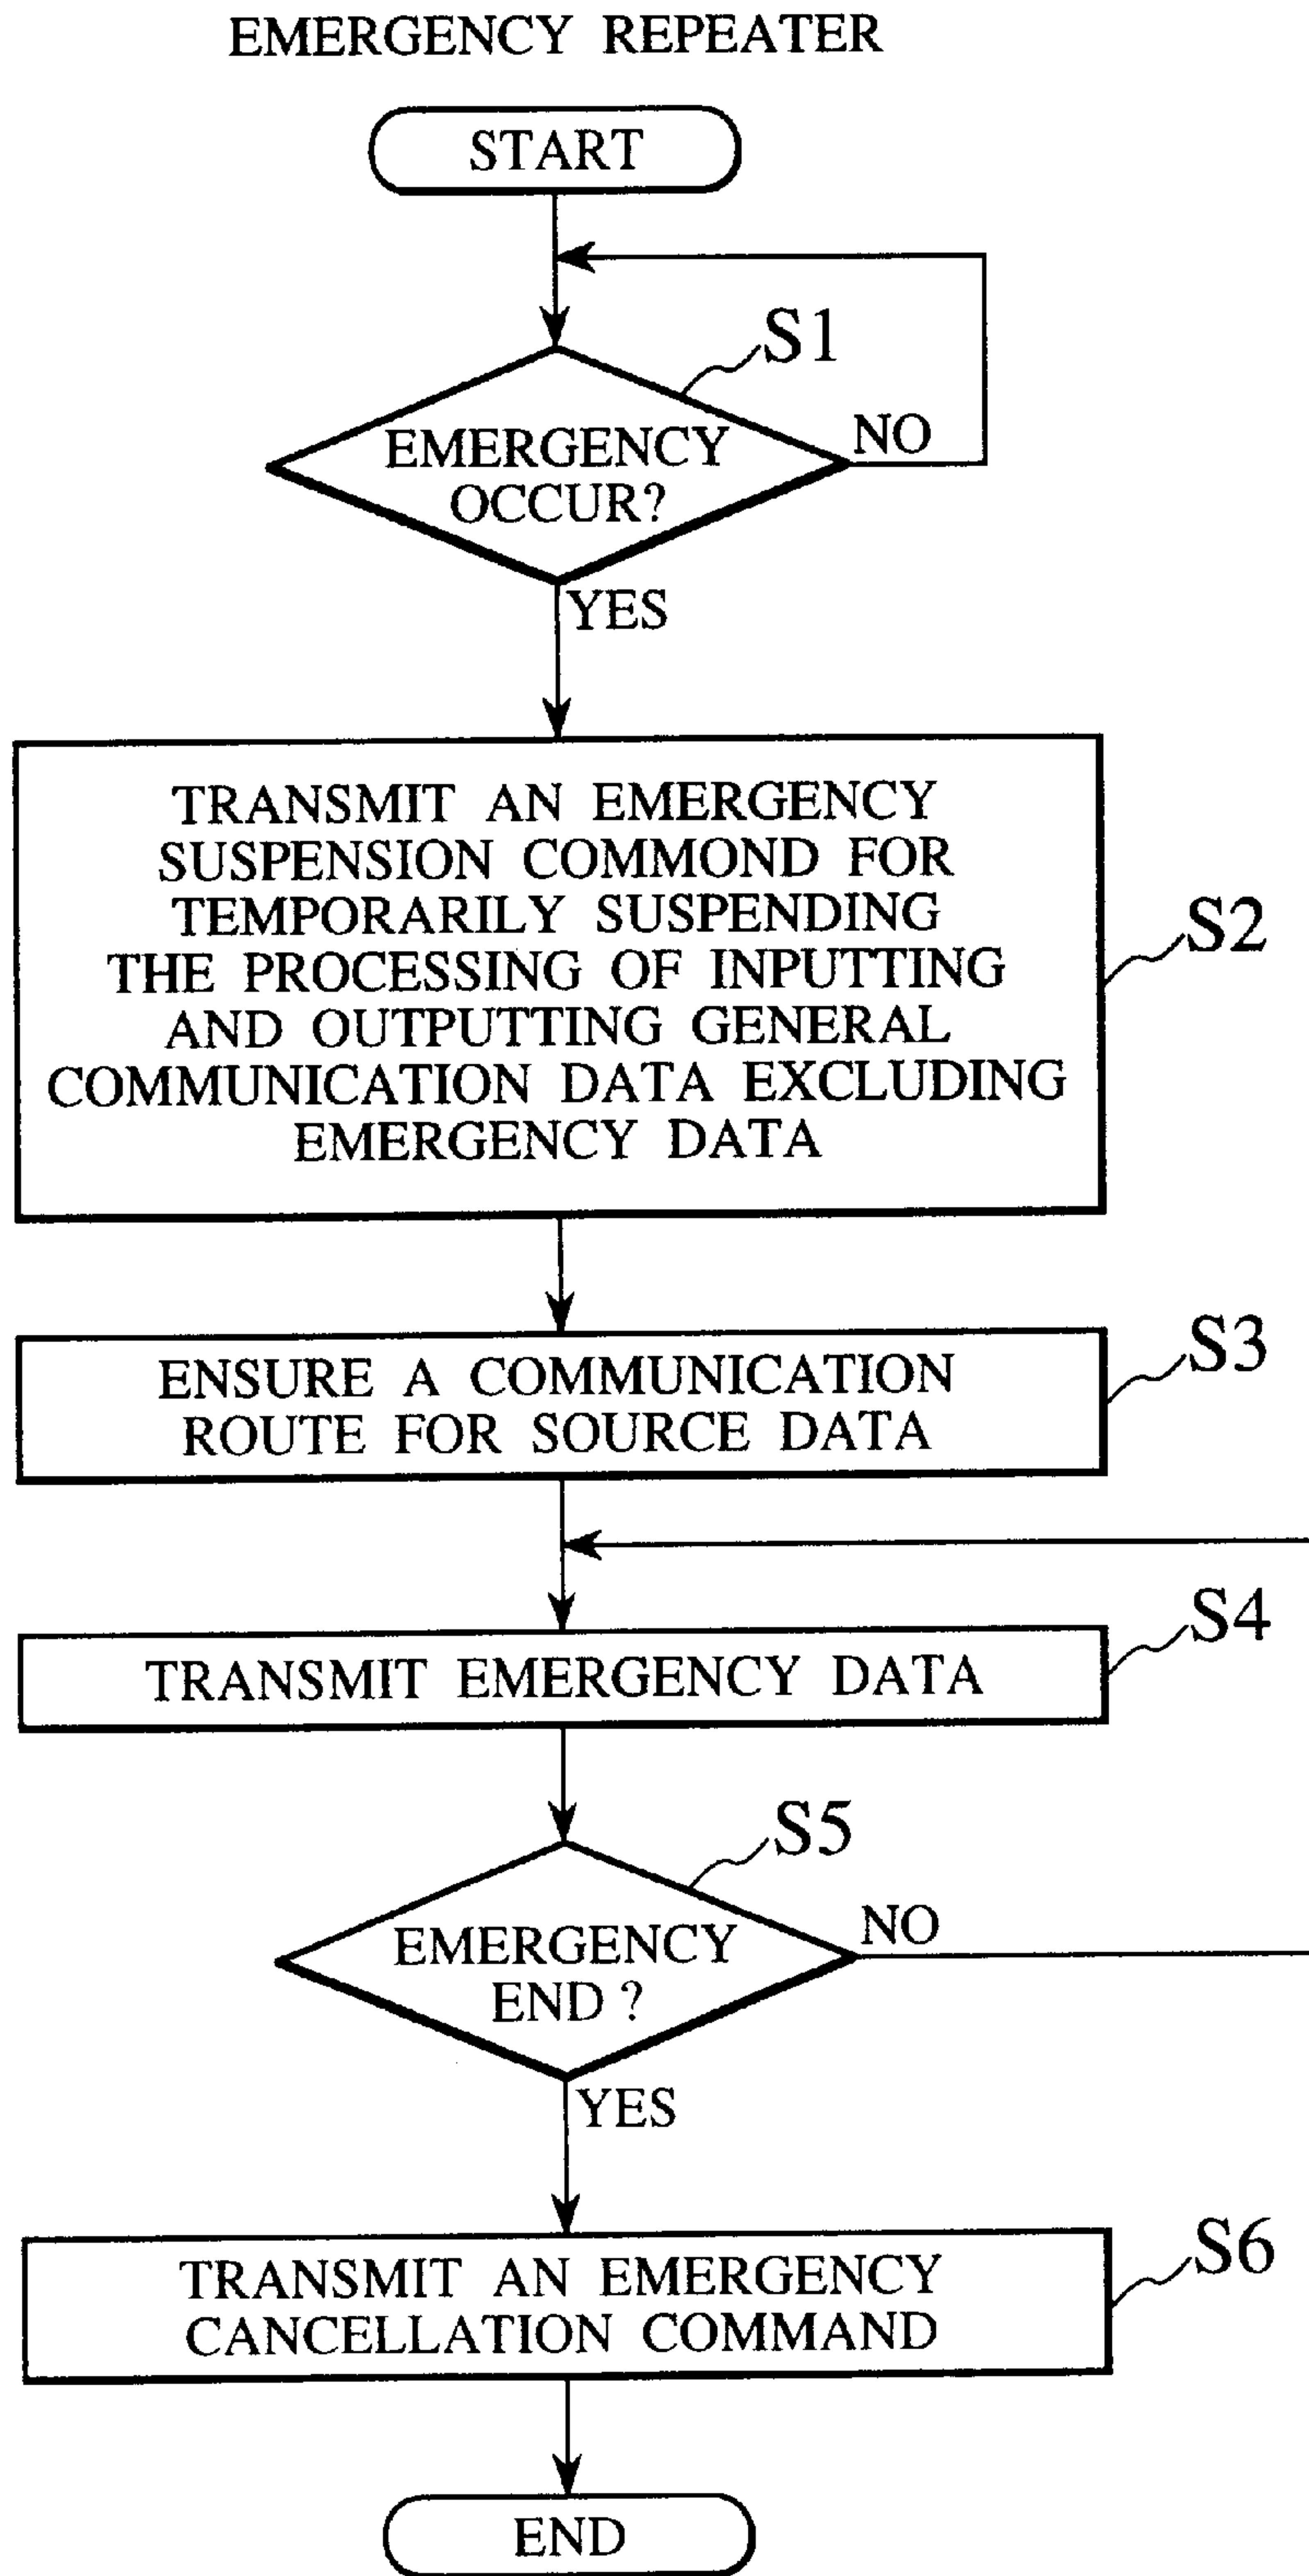 EMERGENCY REPEATER
START
S1
EMERGENCY
OCCUR?
NO
YES
TRANSMIT AN EMERGENCY
SUSPENSION COMMOND FOR
TEMPORARILY SUSPENDING
THE PROCESSING OF INPUTTING
AND OUTPUTTING GENERAL
COMMUNICATION DATA EXCLUDING
EMERGENCY DATA
S2
ENSURE A COMMUNICATION
ROUTE FOR SOURCE DATA
S3
TRANSMIT EMERGENCY DATA
S4
S5
EMERGENCY
END ?
NO
YES
TRANSMIT AN EMERGENCY
CANCELLATION COMMAND
S6
END